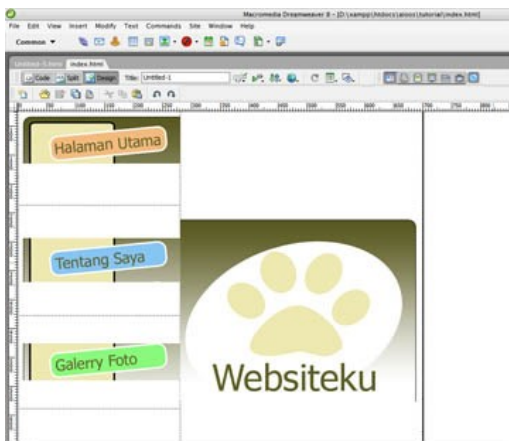 Macromedia Dreamweaver 8 - [D:\xampp\htdocs\aroos\tutorial\index.html]
File Edit View Insert Modify Text Commands Site Window Help
Common
index.html
Code Split Design Title: Untitled-1
Halaman Utama
Tentang Saya
Galerry Foto
Websiteku